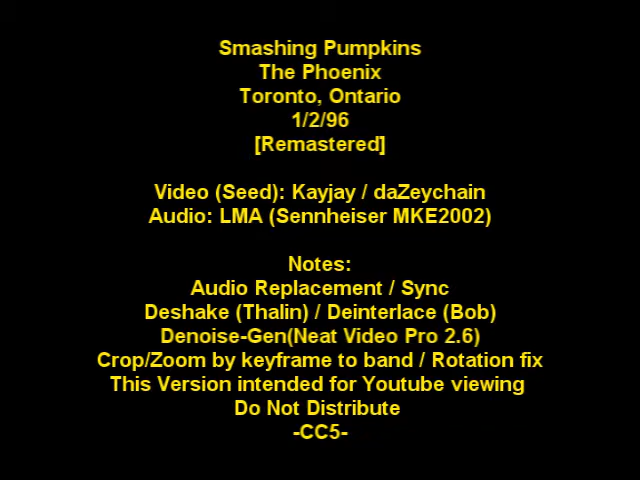 Smashing Pumpkins
The Phoenix
Toronto, Ontario
1/2/96
[Remastered]
Video (Seed): Kayjay / daZeychain
Audio: LMA (Sennheiser MKE2002)
Notes:
Audio Replacement / Sync
Deshake (Thalin) / Deinterlace (Bob)
Denoise-Gen(Neat Video Pro 2.6)
Crop/Zoom by keyframe to band / Rotation fix
This Version intended for Youtube viewing
Do Not Distribute
-CC5-